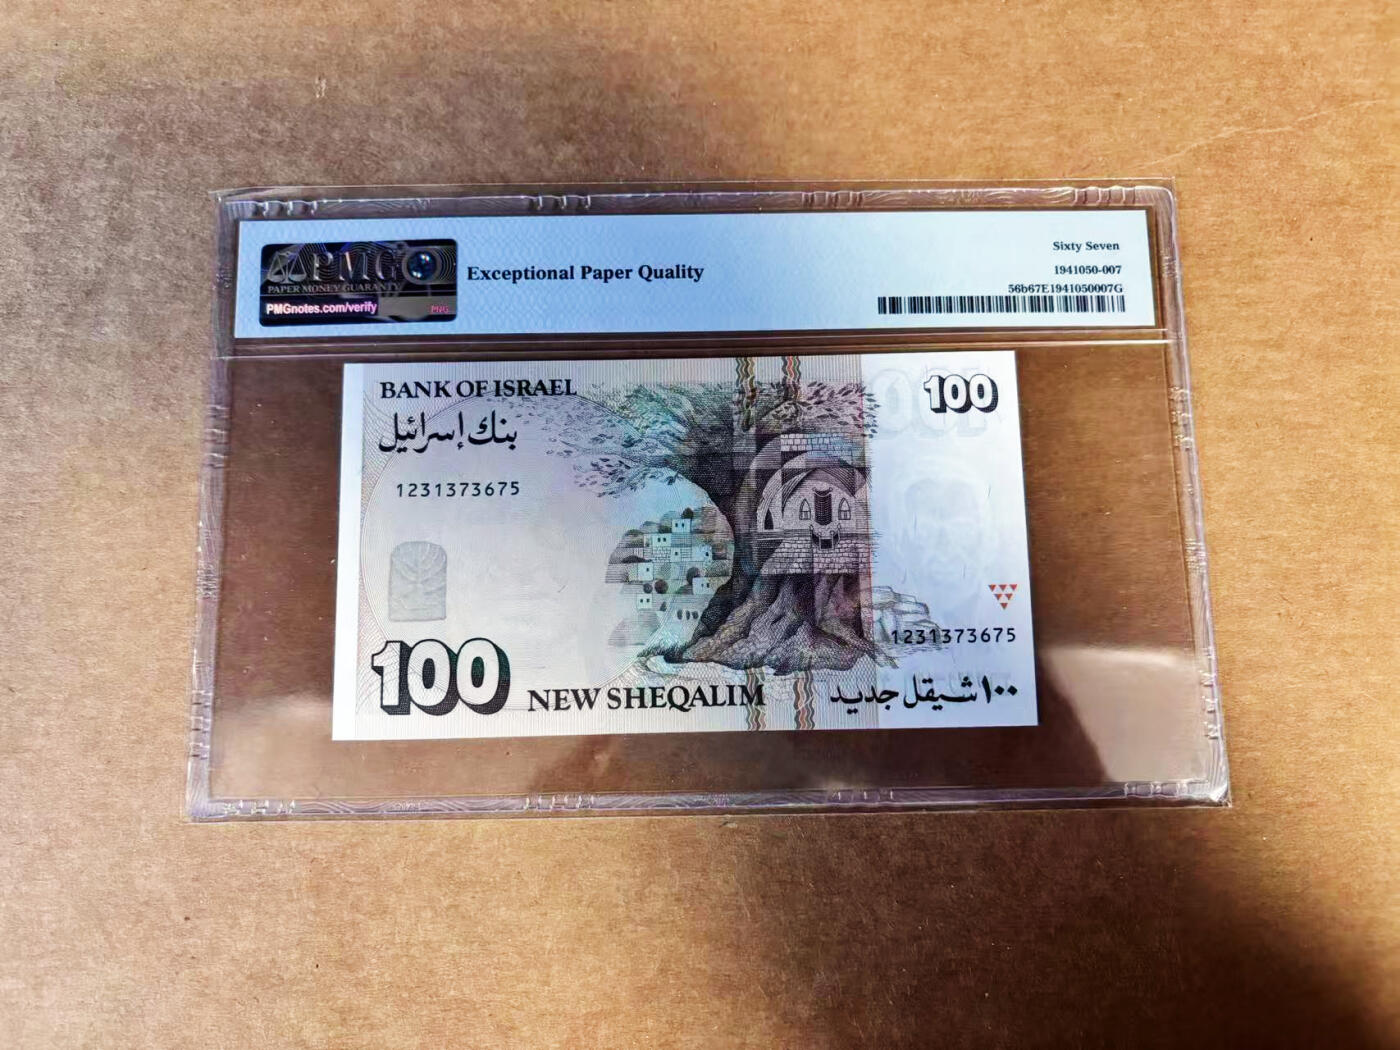 PMG
PAPER MONEY GUARANTY
PMGnotes.com/verify
PMG
Exceptional Paper Quality
Sixty Seven
1941050-007
56b67E1941050007G
BANK OF ISRAEL
بنك إسرائيل
100
1231373675
1231373675
100
NEW SHEQALIM
١٠٠ شيقل جديد